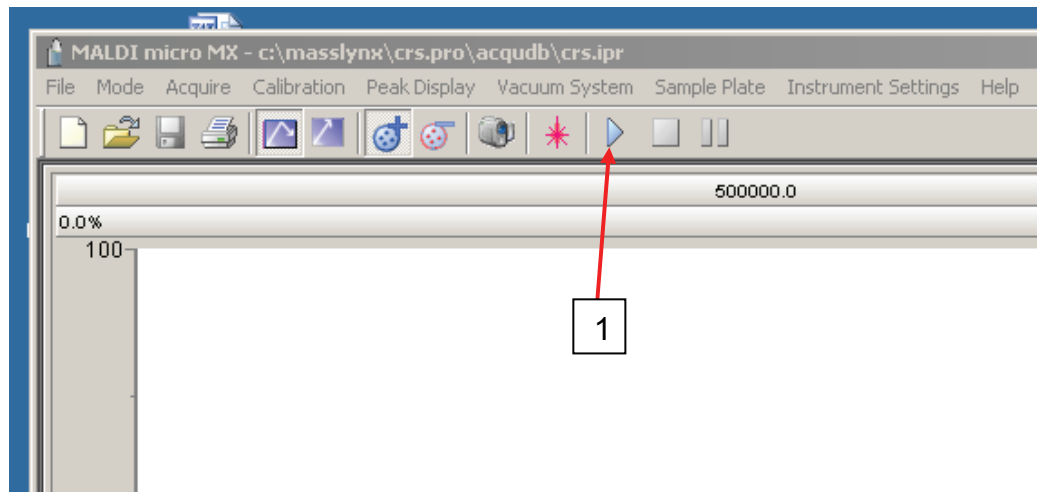 MALDI micro MX - c:\masslynx\crs.pro\acqudb\crs.ipr
File Mode Acquire Calibration Peak Display Vacuum System Sample Plate Instrument Settings Help
500000.0
0.0%
100
1